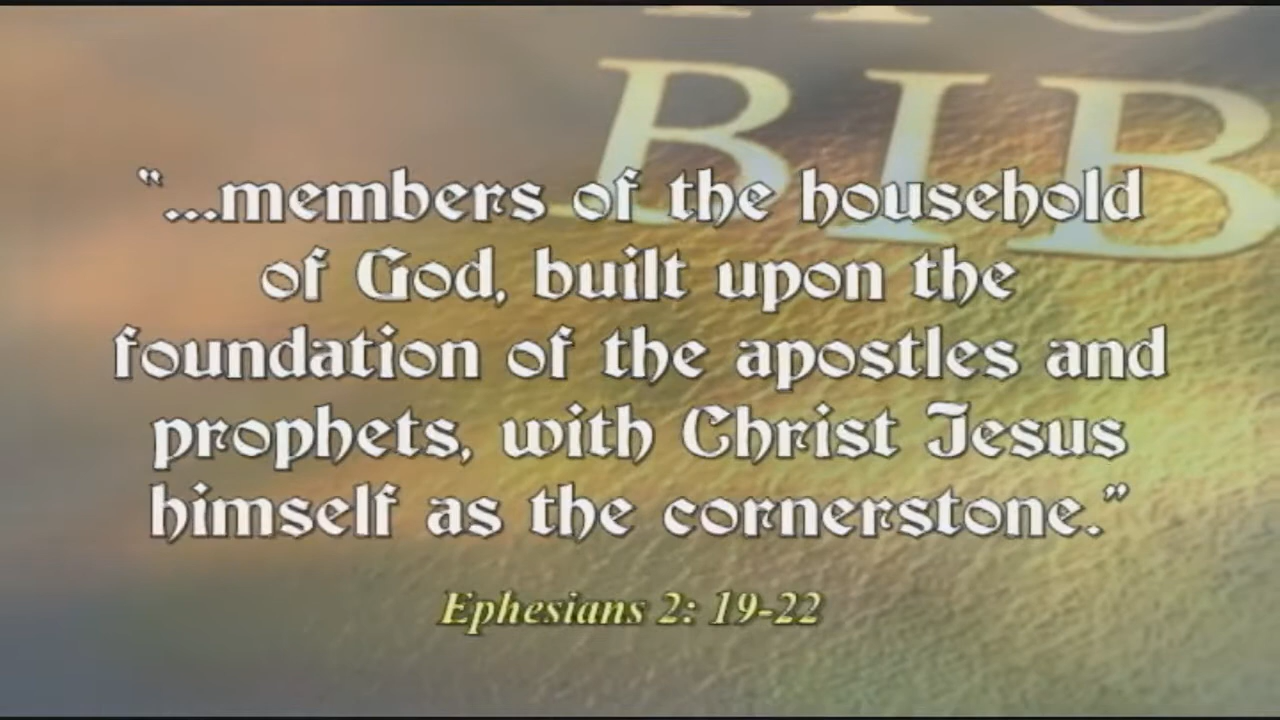 BIB
"...members of the household
of God, built upon the
foundation of the apostles and
prophets, with Christ Jesus
himself as the cornerstone."
Ephesians 2: 19-22